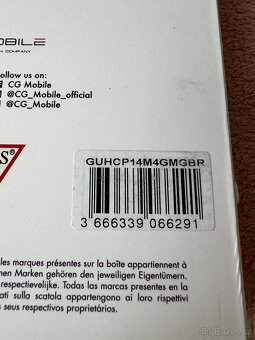 MOBILE
ON COMPANY
ollow us on:
CG Mobile
@CG_Mobile_official
@CG_Mobile
S®
GUHCP14M4GMGBR
3 666339 066291
les marques présentes sur la boîte appartiennent à
nen Marken gehören den jeweiligen Eigentümern.
respectievelijke. Todas las marcas presentes en la
ati sulla scatola appartengono ai loro rispettivi
s seus respectivos proprietários.